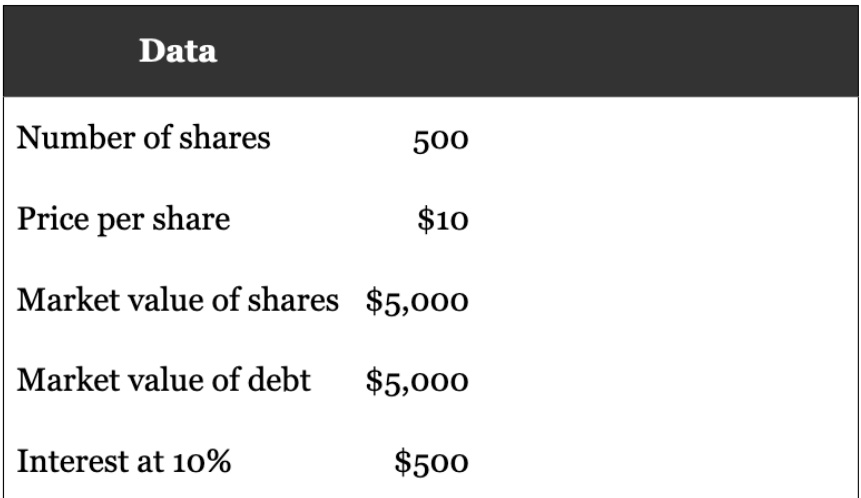 Data
Number of shares 500
Price per share $10
Market value of shares $5,000
Market value of debt $5,000
Interest at 10% $500